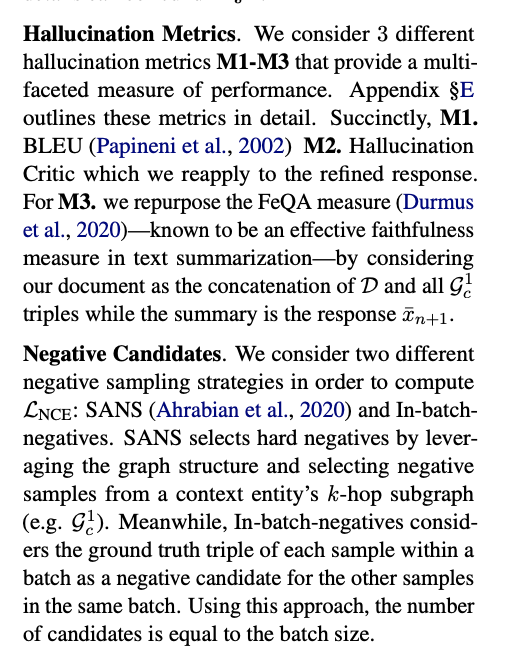 Hallucination Metrics. We consider 3 different
hallucination metrics M1-M3 that provide a multi-
faceted measure of performance. Appendix §E
outlines these metrics in detail. Succinctly, M1.
BLEU (Papineni et al., 2002) M2. Hallucination
Critic which we reapply to the refined response.
For M3. we repurpose the FeQA measure (Durmus
et al., 2020)—known to be an effective faithfulness
measure in text summarization—by considering
our document as the concatenation of 𝒟 and all 𝒢¹_c
triples while the summary is the response x̄ₙ₊₁.
Negative Candidates. We consider two different
negative sampling strategies in order to compute
ℒ_NCE: SANS (Ahrabian et al., 2020) and In-batch-
negatives. SANS selects hard negatives by lever-
aging the graph structure and selecting negative
samples from a context entity's k-hop subgraph
(e.g. 𝒢¹_c). Meanwhile, In-batch-negatives consid-
ers the ground truth triple of each sample within a
batch as a negative candidate for the other samples
in the same batch. Using this approach, the number
of candidates is equal to the batch size.